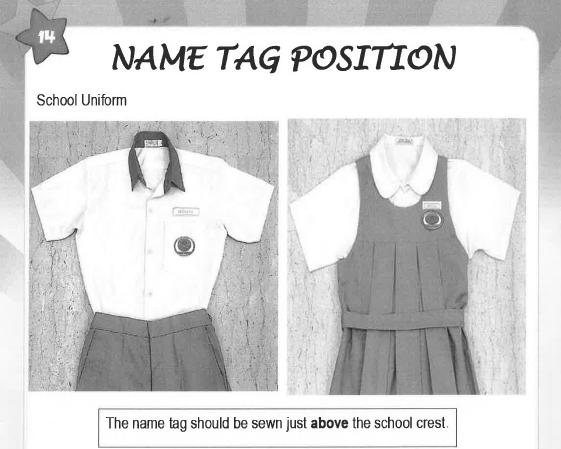 14
NAME TAG POSITION
School Uniform
The name tag should be sewn just above the school crest.